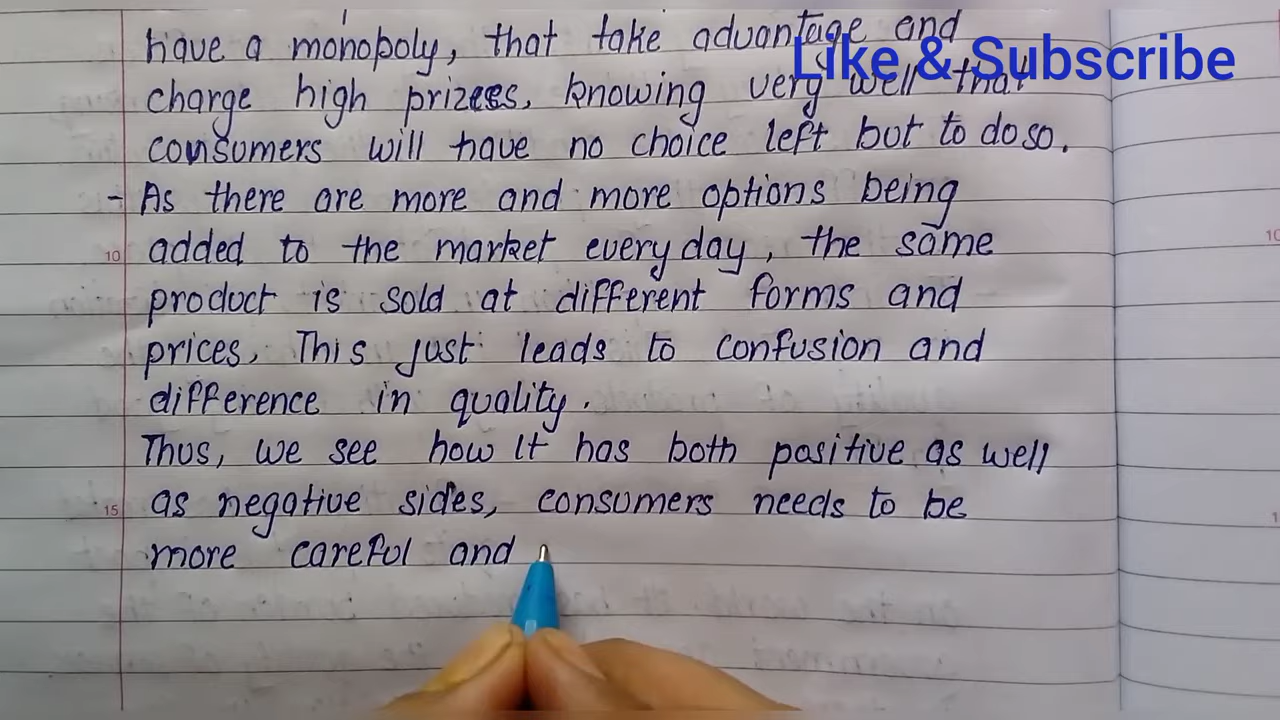 have a monopoly, that take advantage and
Like & Subscribe
charge high prizees, knowing very well that
consumers will have no choice left but to do so.
- As there are more and more options being
10 added to the market everyday, the same 10
product is sold at different forms and
prices, This just leads to confusion and
difference in quality.
Thus, we see how it has both positive as well
15 as negative sides, consumers needs to be 1
more careful and